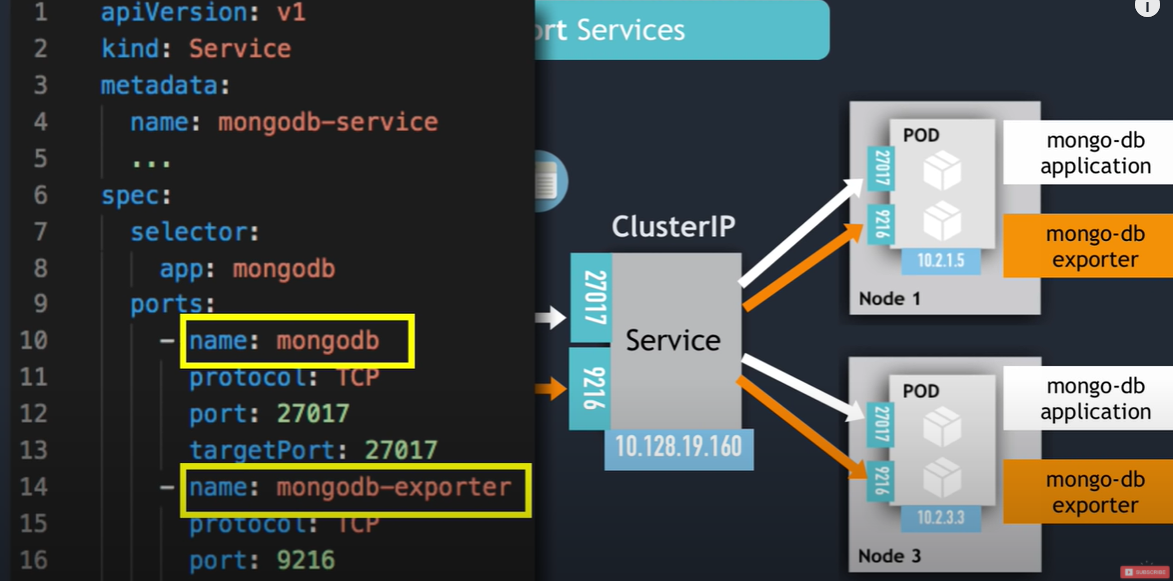 1 apiVersion: v1
2 kind: Service
3 metadata:
4 name: mongodb-service
5 ...
6 spec:
7 selector:
8 app: mongodb
9 ports:
10 - name: mongodb
11 protocol: TCP
12 port: 27017
13 targetPort: 27017
14 - name: mongodb-exporter
15 protocol: TCP
16 port: 9216
ort Services
ClusterIP
27017
9216
Service
10.128.19.160
POD
27017
9216
10.2.1.5
Node 1
mongo-db
application
mongo-db
exporter
POD
27017
9216
10.2.3.3
Node 3
mongo-db
application
mongo-db
exporter
SUBSCRIBE